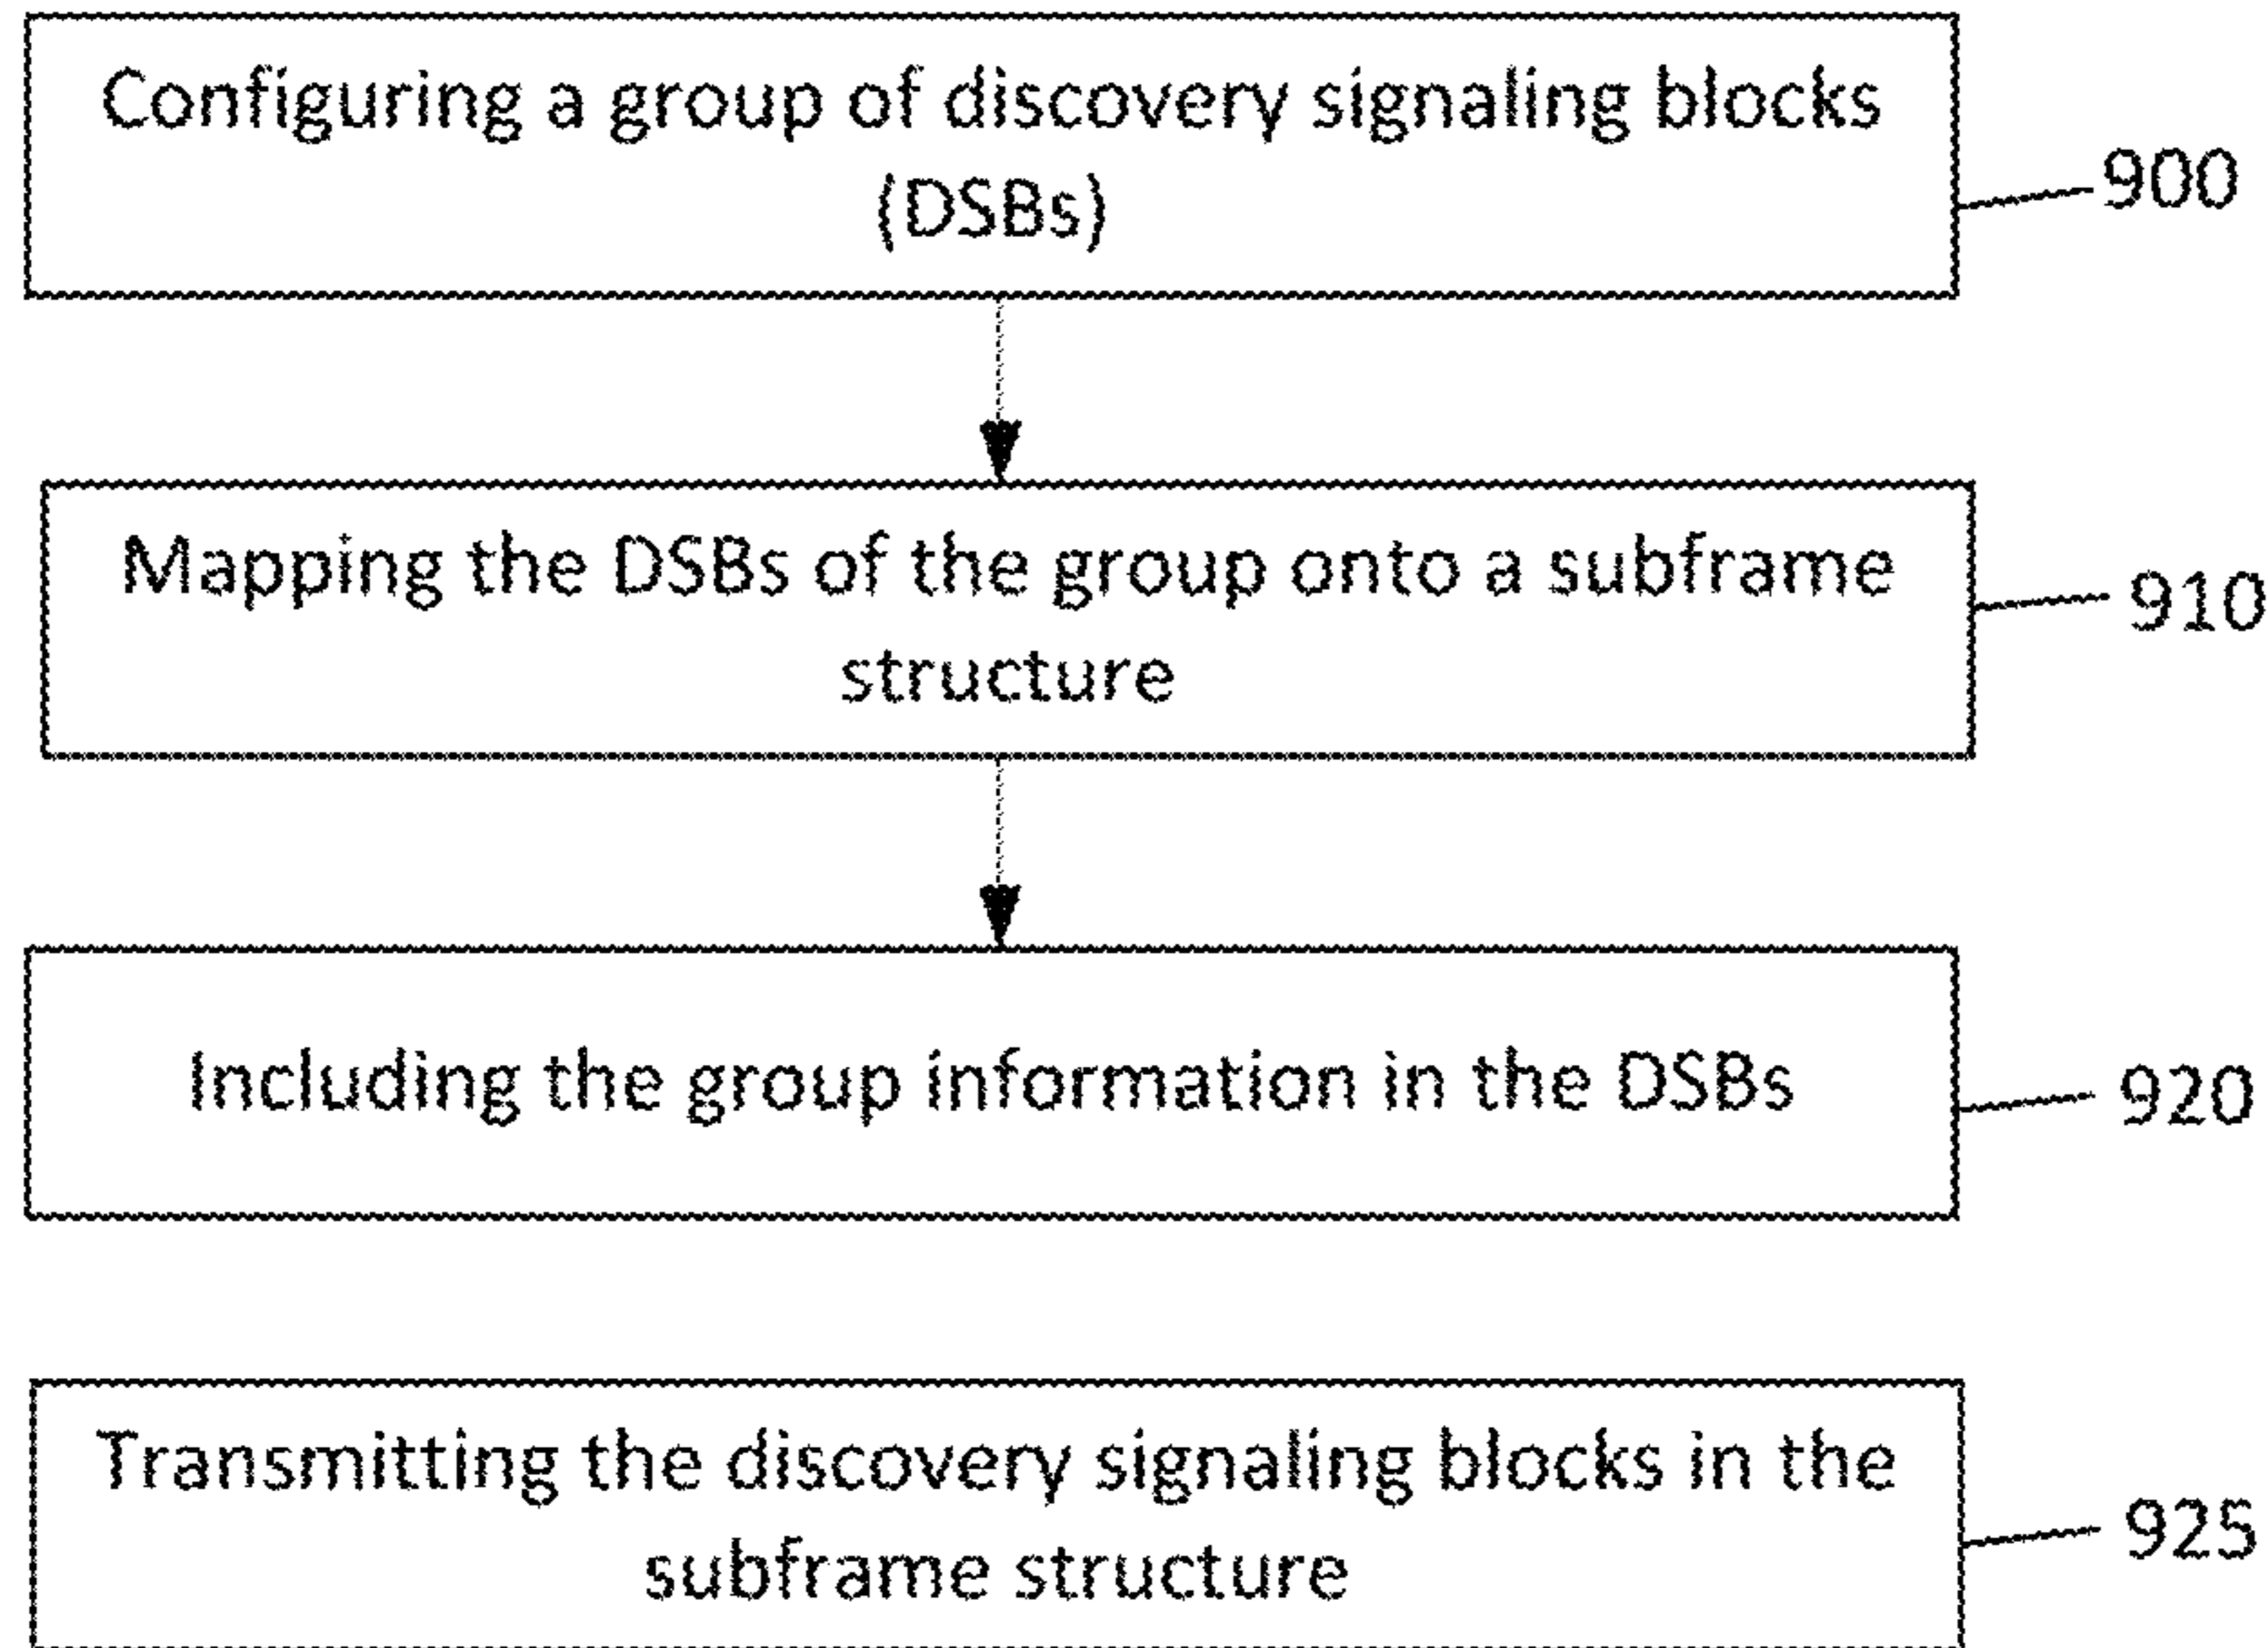 Configuring a group of discovery signaling blocks
(DSBs)
900
Mapping the DSBs of the group onto a subframe
structure
910
Including the group information in the DSBs
920
Transmitting the discovery signaling blocks in the
subframe structure
925